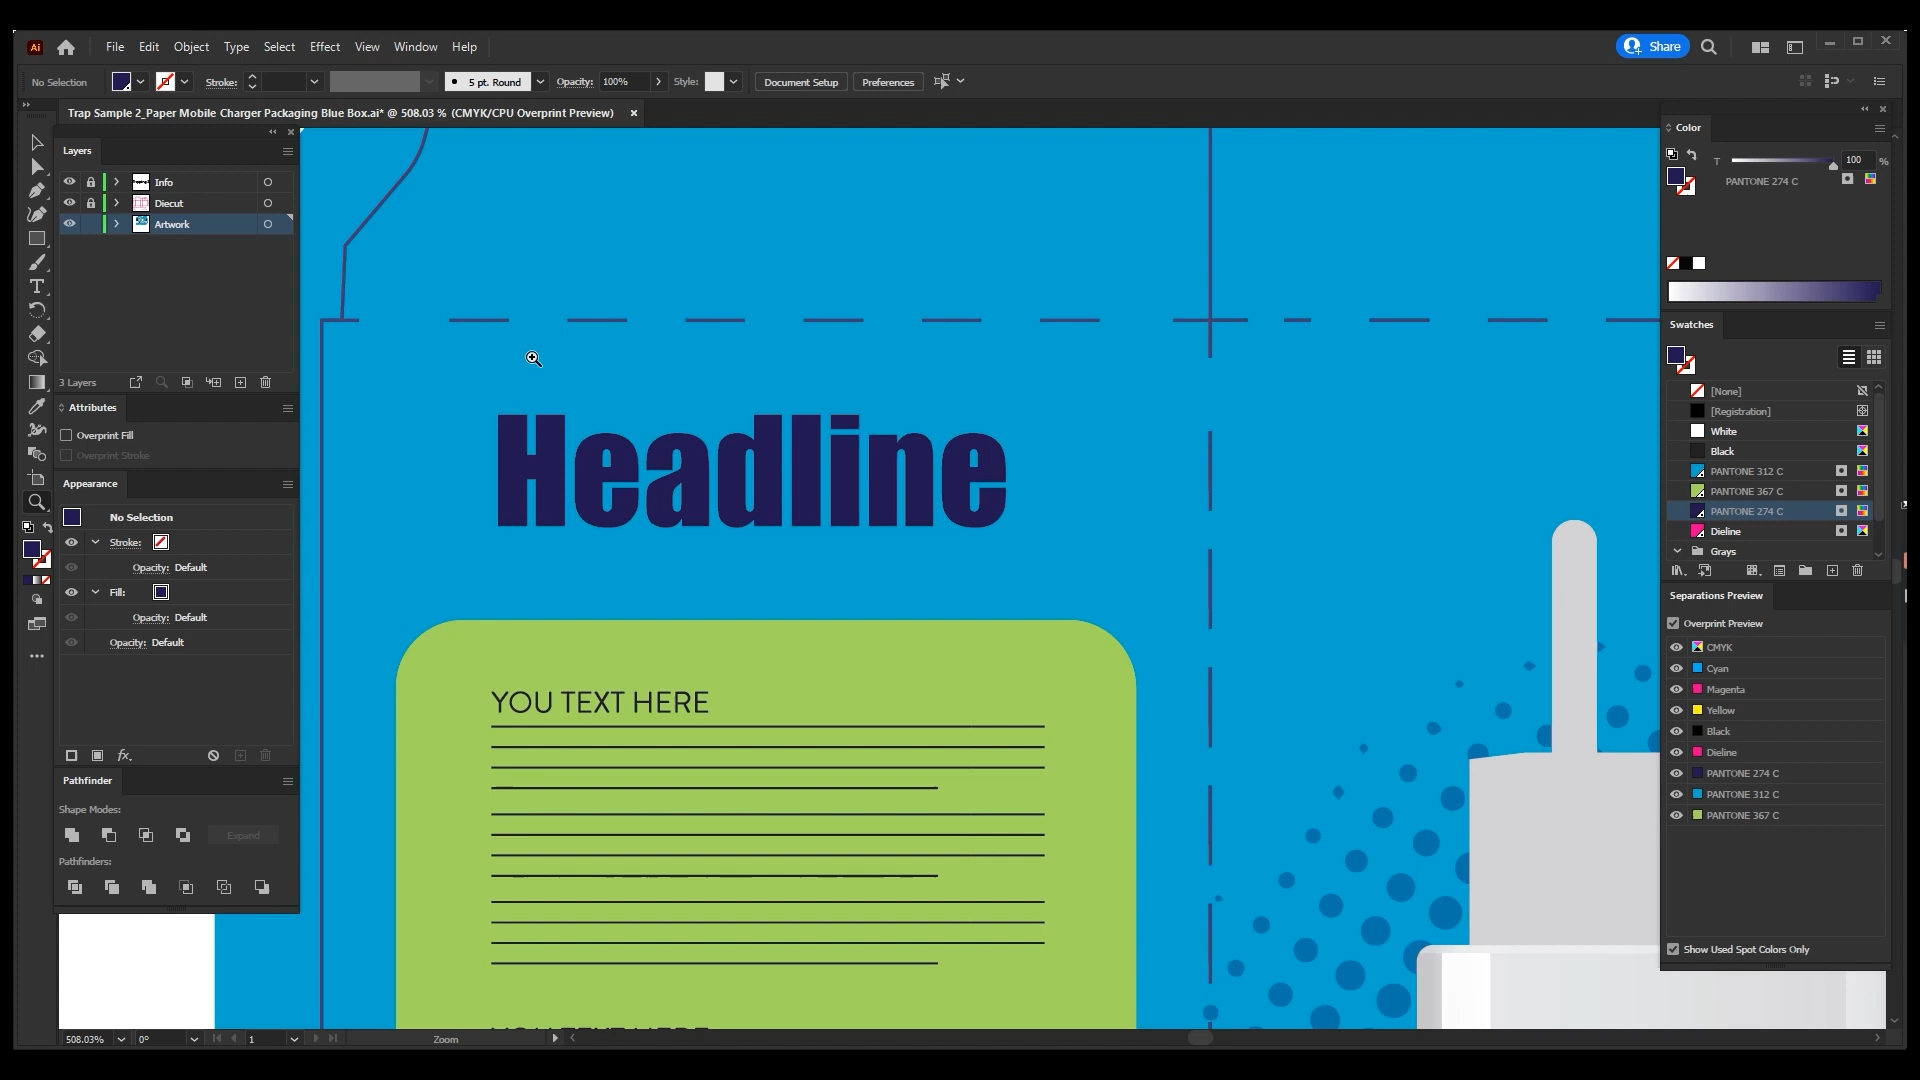 Ai File Edit Object Type Select Effect View Window Help Share
No Selection Stroke: 5 pt. Round Opacity: 100% Style: Document Setup Preferences
Trap Sample 2_Paper Mobile Charger Packaging Blue Box.ai* @ 508.03 % (CMYK/CPU Overprint Preview)
Layers
Info
Diecut
Artwork
3 Layers
Attributes
Overprint Fill
Overprint Stroke
Appearance
No Selection
Stroke:
Opacity: Default
Fill:
Opacity: Default
Opacity: Default
fx.
Pathfinder
Shape Modes:
Expand
Pathfinders:
Headline
YOU TEXT HERE
YOU TEXT HERE
Color
T 100 %
PANTONE 274 C
Swatches
[None]
[Registration]
White
Black
PANTONE 312 C
PANTONE 367 C
PANTONE 274 C
Dieline
Grays
Separations Preview
Overprint Preview
CMYK
Cyan
Magenta
Yellow
Black
Dieline
PANTONE 274 C
PANTONE 312 C
PANTONE 367 C
Show Used Spot Colors Only
508.03% 0° 1 Zoom